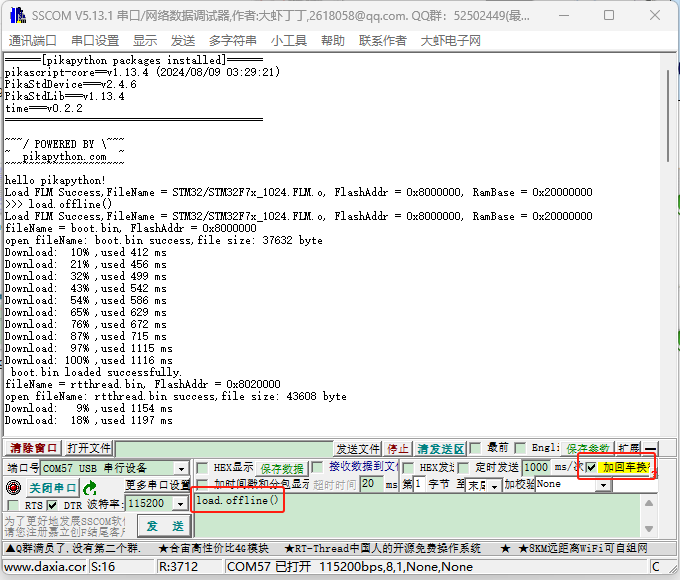 SSCOM V5.13.1 串口/网络数据调试器,作者:大虾丁丁,2618058@qq.com. QQ群: 52502449(最...
通讯端口 串口设置 显示 发送 多字符串 小工具 帮助 联系作者 大虾电子网
======[pikapython packages installed]======
pikascript-core==v1.13.4 (2024/08/09 03:29:21)
PikaStdDevice==v2.4.6
PikaStdLib==v1.13.4
time==v0.2.2
===========================================
~~~/ POWERED BY \~~~
~  pikapython.com  ~
~~~~~~~~~~~~~~~~~~~~
hello pikapython!
Load FLM Success,FileName = STM32/STM32F7x_1024.FLM.o, FlashAddr = 0x8000000, RamBase = 0x20000000
>>> load.offline()
Load FLM Success,FileName = STM32/STM32F7x_1024.FLM.o, FlashAddr = 0x8000000, RamBase = 0x20000000
fileName = boot.bin, FlashAddr = 0x8000000
open fileName: boot.bin success,file size: 37632 byte
Download:  10% ,used 412 ms
Download:  21% ,used 456 ms
Download:  32% ,used 499 ms
Download:  43% ,used 542 ms
Download:  54% ,used 586 ms
Download:  65% ,used 629 ms
Download:  76% ,used 672 ms
Download:  87% ,used 715 ms
Download:  97% ,used 1115 ms
Download: 100% ,used 1116 ms
boot.bin loaded successfully.
fileName = rtthread.bin, FlashAddr = 0x8020000
open fileName: rtthread.bin success,file size: 43608 byte
Download:   9% ,used 1154 ms
Download:  18% ,used 1197 ms
清除窗口 打开文件 发送文件 停止 清发送区 最前 Engli 保存参数 扩展 —
端口号 COM57 USB 串行设备 HEX显示 保存数据 接收数据到文 HEX发送 定时发送 1000 ms/次 加回车换行
关闭串口 更多串口设置 加时间戳和分包显示 超时时间 20 ms 第 1 字节 至 末尾 加校验 None
RTS DTR 波特率: 115200 load.offline()
为了更好地发展SSCOM软件
请您注册嘉立创F结尾客户
发 送
▲QQ群满员了,没有第二个群. ★合宙高性价比4G模块 ★RT-Thread中国人的开源免费操作系统 ★ ★8KM远距离WiFi可自组网
www.daxia.com S:16 R:3712 COM57 已打开 115200bps,8,1,None,None C